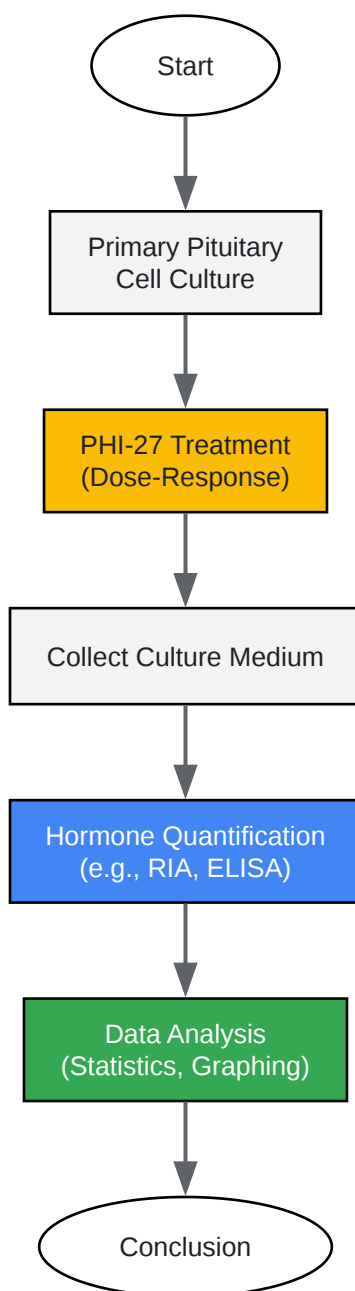 Start
Primary Pituitary
Cell Culture
PHI-27 Treatment
(Dose-Response)
Collect Culture Medium
Hormone Quantification
(e.g., RIA, ELISA)
Data Analysis
(Statistics, Graphing)
Conclusion